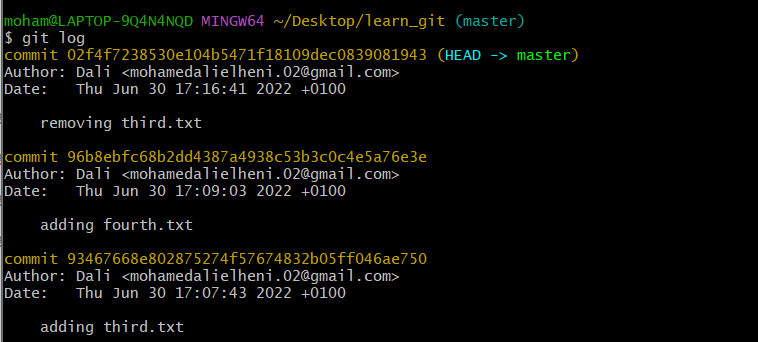 moham@LAPTOP-9Q4N4NQD MINGW64 ~/Desktop/learn_git (master)
$ git log
commit 02f4f7238530e104b5471f18109dec0839081943 (HEAD -> master)
Author: Dali <mohamedalielheni.02@gmail.com>
Date:   Thu Jun 30 17:16:41 2022 +0100
    removing third.txt
commit 96b8ebfc68b2dd4387a4938c53b3c0c4e5a76e3e
Author: Dali <mohamedalielheni.02@gmail.com>
Date:   Thu Jun 30 17:09:03 2022 +0100
    adding fourth.txt
commit 93467668e802875274f57674832b05ff046ae750
Author: Dali <mohamedalielheni.02@gmail.com>
Date:   Thu Jun 30 17:07:43 2022 +0100
    adding third.txt